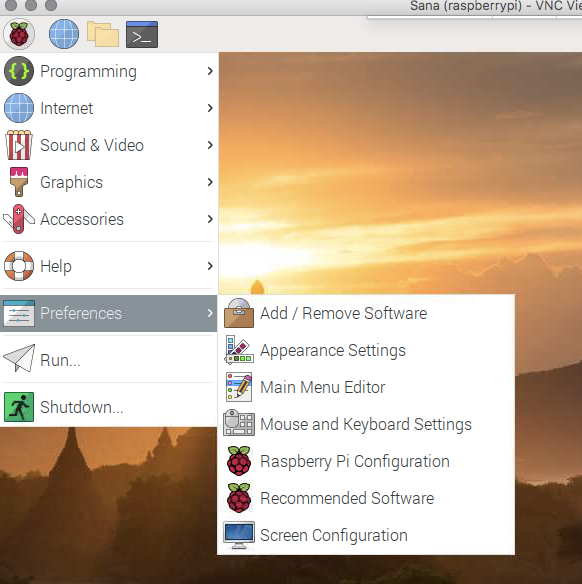 Sana (raspberrypi) - VNC Vie
Programming
Internet
Sound & Video
Graphics
Accessories
Help
Preferences
Run...
Shutdown...
Add / Remove Software
Appearance Settings
Main Menu Editor
Mouse and Keyboard Settings
Raspberry Pi Configuration
Recommended Software
Screen Configuration